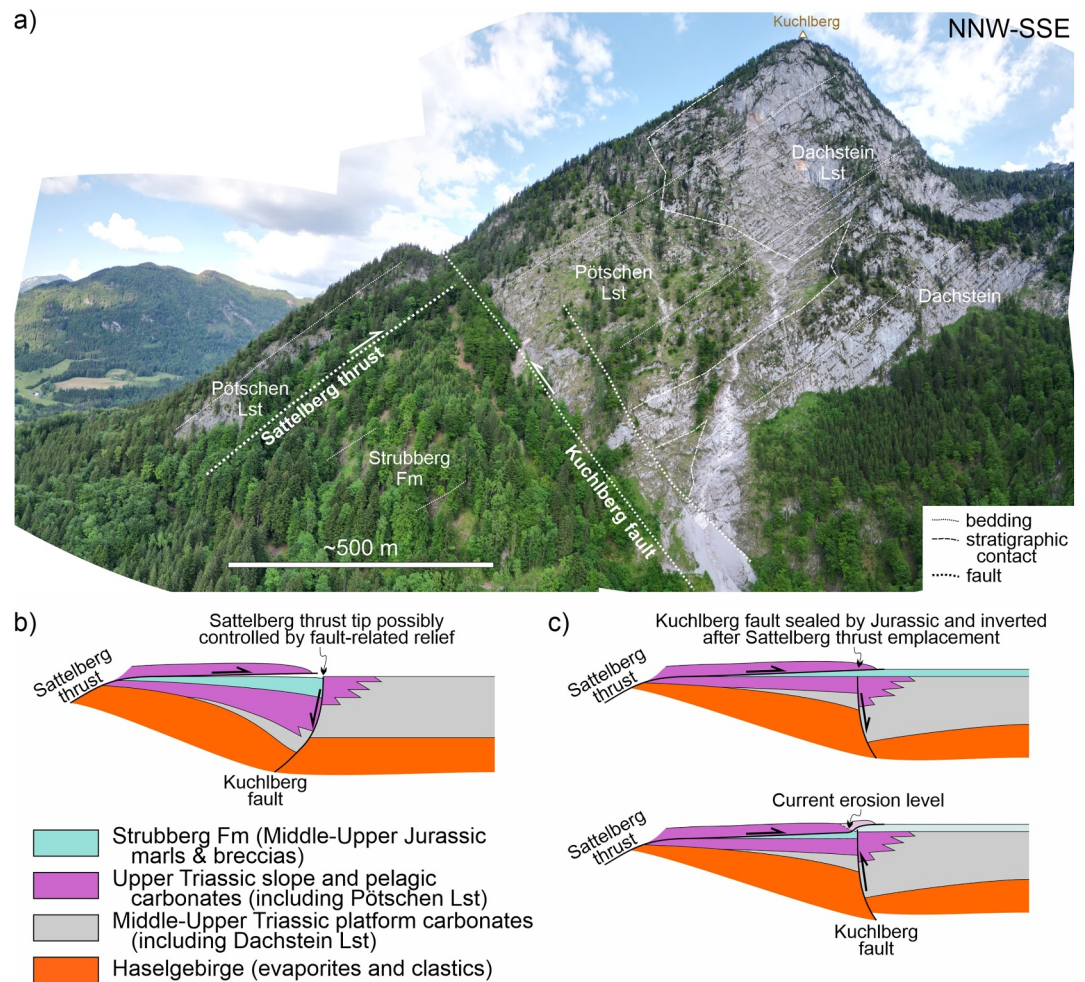 a)
Kuchlberg
NNW-SSE
Dachstein
Lst
Pötschen
Lst
Dachstein
Pötschen
Lst
Sattelberg thrust
Strubberg
Fm
Kuchlberg fault
~500 m
bedding
stratigraphic
contact
fault
b)
Sattelberg thrust tip possibly
controlled by fault-related relief
Sattelberg
thrust
Kuchlberg
fault
Strubberg Fm (Middle-Upper Jurassic
marls & breccias)
Upper Triassic slope and pelagic
carbonates (including Pötschen Lst)
Middle-Upper Triassic platform carbonates
(including Dachstein Lst)
Haselgebirge (evaporites and clastics)
c)
Kuchlberg fault sealed by Jurassic and inverted
after Sattelberg thrust emplacement
Sattelberg
thrust
Current erosion level
Sattelberg
thrust
Kuchlberg
fault